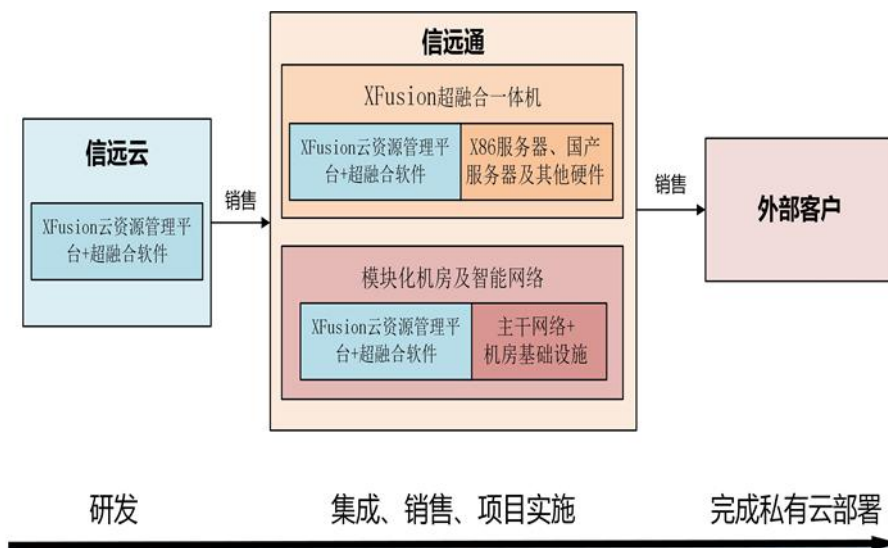 信远云
XFusion云资源管理平
台+超融合软件
销售
信远通
XFusion超融合一体机
XFusion云资源管理平
台+超融合软件
X86服务器、国产
服务器及其他硬件
模块化机房及智能网络
XFusion云资源管理平
台+超融合软件
主干网络+
机房基础设施
销售
外部客户
研发
集成、销售、项目实施
完成私有云部署